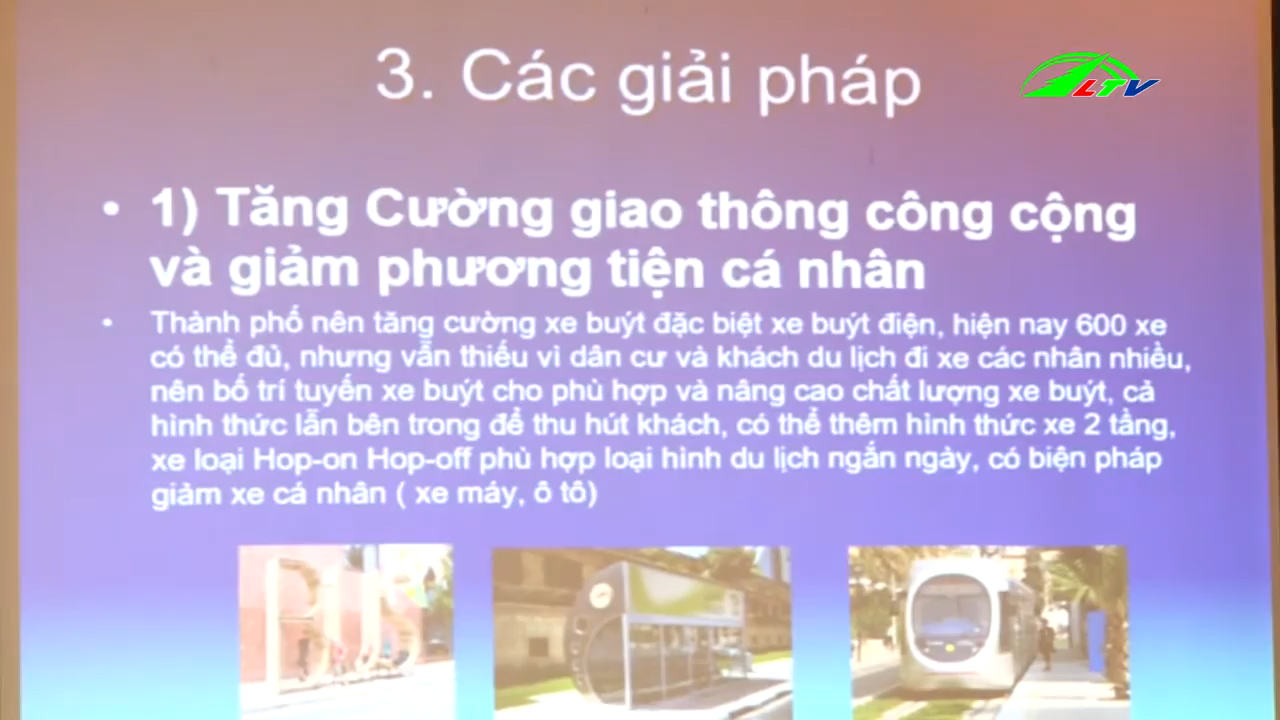 3. Các giải pháp
LTV
• 1) Tăng Cường giao thông công cộng
và giảm phương tiện cá nhân
• Thành phố nên tăng cường xe buýt đặc biệt xe buýt điện, hiện nay 600 xe
có thể đủ, nhưng vẫn thiếu vì dân cư và khách du lịch đi xe các nhân nhiều,
nên bố trí tuyến xe buýt cho phù hợp và nâng cao chất lượng xe buýt, cả
hình thức lẫn bên trong để thu hút khách, có thể thêm hình thức xe 2 tầng,
xe loại Hop-on Hop-off phù hợp loại hình du lịch ngắn ngày, có biện pháp
giảm xe cá nhân ( xe máy, ô tô)
BUS